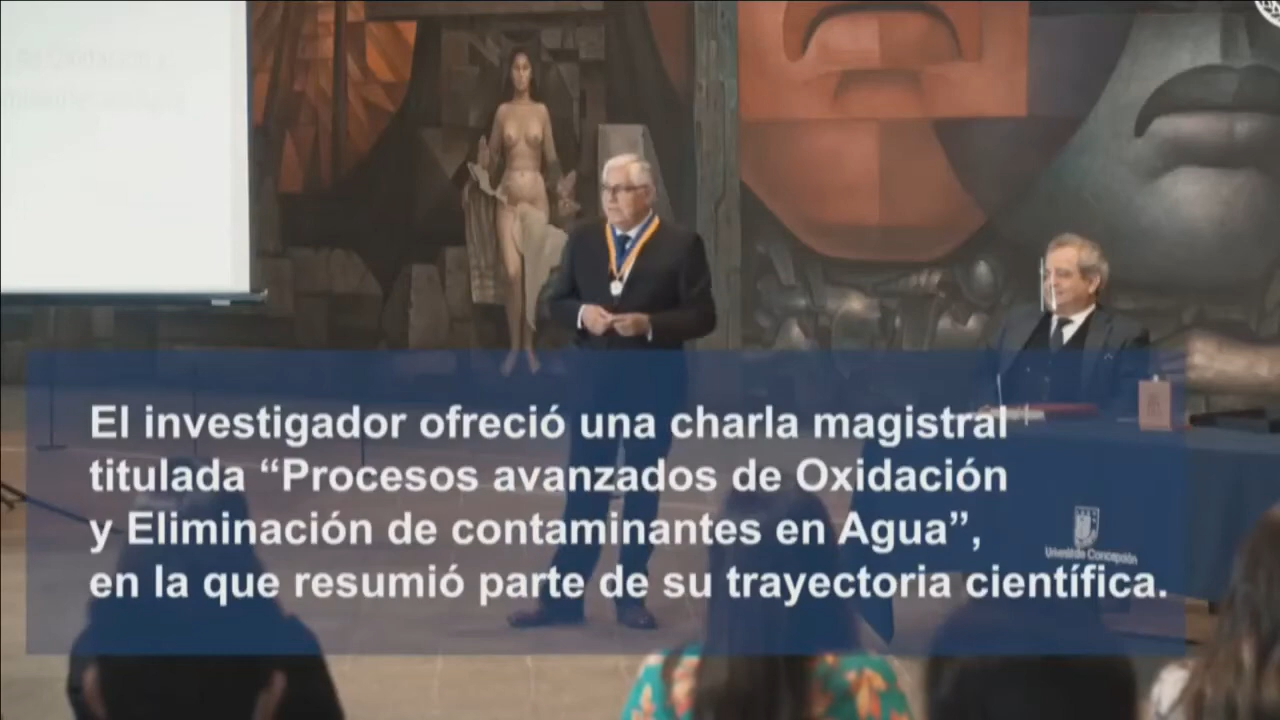 El investigador ofreció una charla magistral
titulada “Procesos avanzados de Oxidación
y Eliminación de contaminantes en Agua”,
en la que resumió parte de su trayectoria científica.
Universidad de Concepción